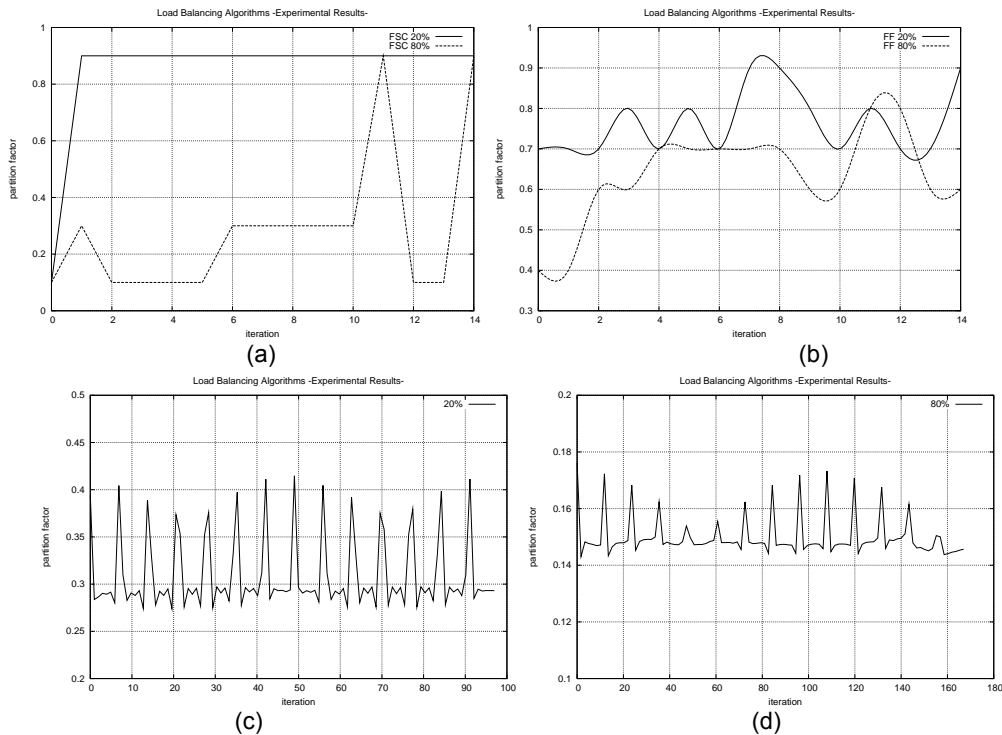 Load Balancing Algorithms -Experimental Results-
FSC 20%
FSC 80%
1
0.8
0.6
0.4
0.2
0
partition factor
0 2 4 6 8 10 12 14
iteration
(a)
Load Balancing Algorithms -Experimental Results-
FF 20%
FF 80%
1
0.9
0.8
0.7
0.6
0.5
0.4
0.3
partition factor
0 2 4 6 8 10 12 14
iteration
(b)
Load Balancing Algorithms -Experimental Results-
20%
0.5
0.45
0.4
0.35
0.3
0.25
0.2
partition factor
0 10 20 30 40 50 60 70 80 90 100
iteration
(c)
Load Balancing Algorithms -Experimental Results-
80%
0.2
0.18
0.16
0.14
0.12
0.1
partition factor
0 20 40 60 80 100 120 140 160 180
iteration
(d)